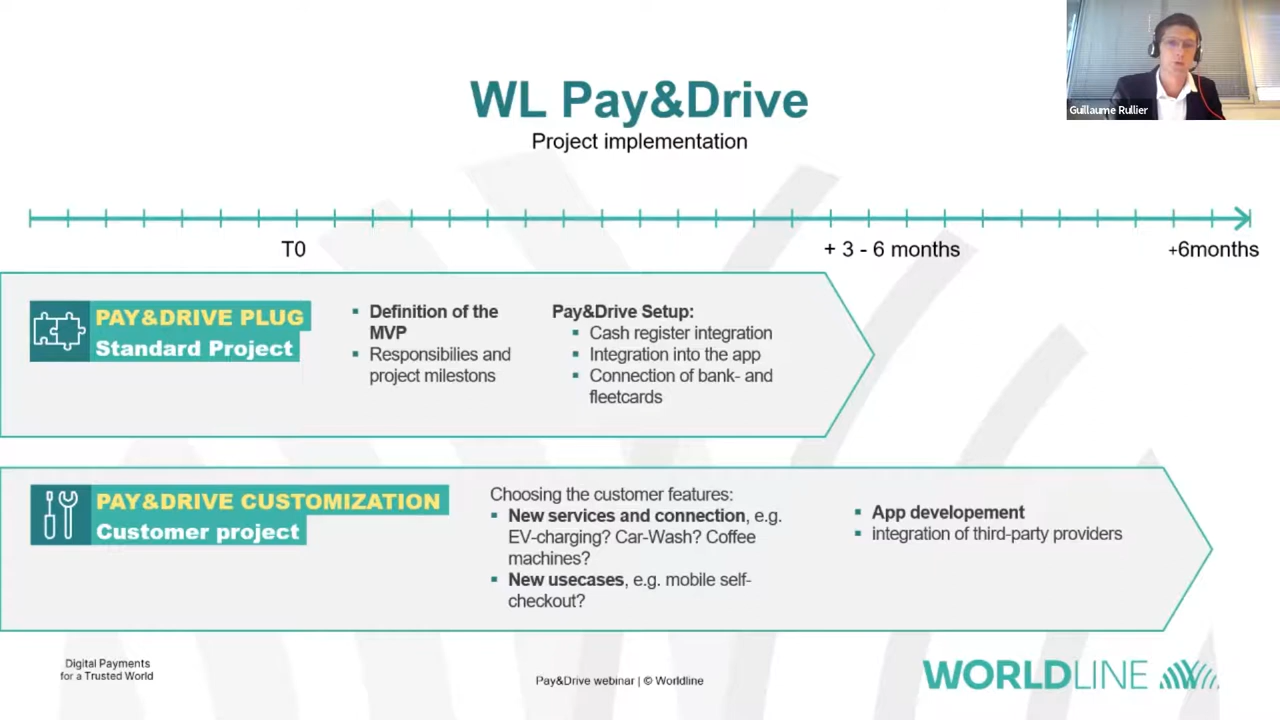 Guillaume Rullier
WL Pay&Drive
Project implementation
T0
+ 3 - 6 months
+6months
PAY&DRIVE PLUG
Standard Project
Definition of the
MVP
Responsibilies and
project milestons
Pay&Drive Setup:
Cash register integration
Integration into the app
Connection of bank- and
fleetcards
PAY&DRIVE CUSTOMIZATION
Customer project
Choosing the customer features:
New services and connection, e.g.
EV-charging? Car-Wash? Coffee
machines?
New usecases, e.g. mobile self-
checkout?
App developement
integration of third-party providers
Digital Payments
for a Trusted World
Pay&Drive webinar | © Worldline
WORLDLINE